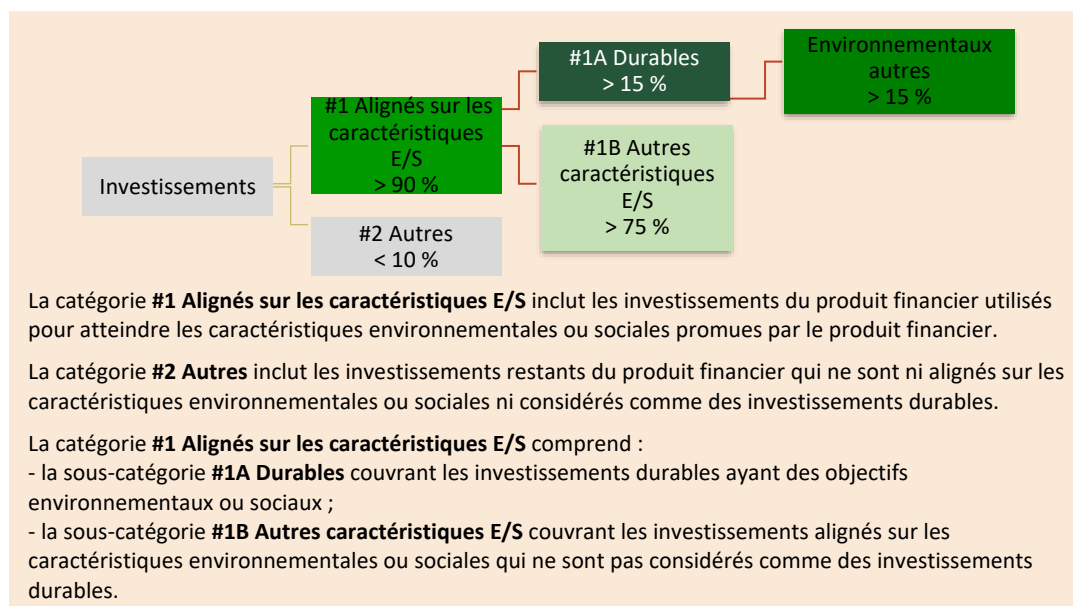 Investissements
#1 Alignés sur les
caractéristiques
E/S
> 90 %
#2 Autres
< 10 %
#1A Durables
> 15 %
#1B Autres
caractéristiques
E/S
> 75 %
Environnementaux
autres
> 15 %
La catégorie #1 Alignés sur les caractéristiques E/S inclut les investissements du produit financier utilisés
pour atteindre les caractéristiques environnementales ou sociales promues par le produit financier.
La catégorie #2 Autres inclut les investissements restants du produit financier qui ne sont ni alignés sur les
caractéristiques environnementales ou sociales ni considérés comme des investissements durables.
La catégorie #1 Alignés sur les caractéristiques E/S comprend :
- la sous-catégorie #1A Durables couvrant les investissements durables ayant des objectifs
environnementaux ou sociaux ;
- la sous-catégorie #1B Autres caractéristiques E/S couvrant les investissements alignés sur les
caractéristiques environnementales ou sociales qui ne sont pas considérés comme des investissements
durables.